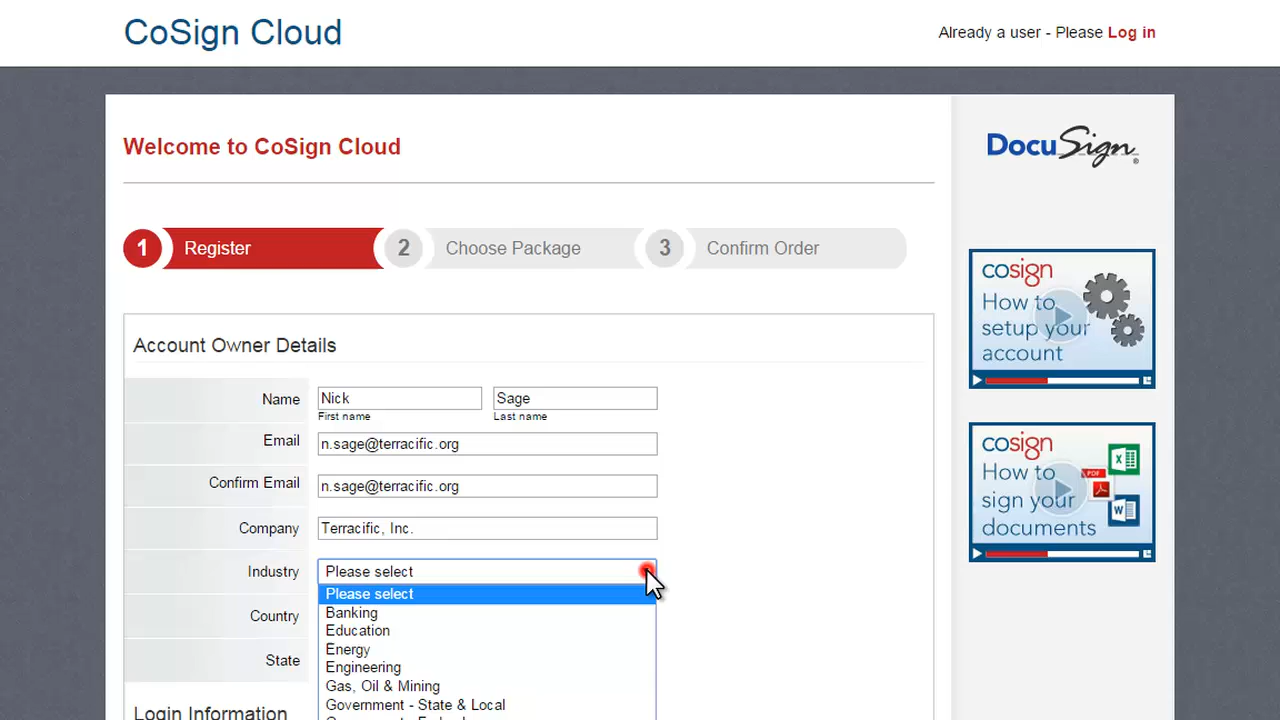 CoSign Cloud
Already a user - Please Log in
Welcome to CoSign Cloud
DocuSign®
1 Register 2 Choose Package 3 Confirm Order
cosign
How to
setup your
account
Account Owner Details
Name Nick Sage
First name Last name
Email n.sage@terracific.org
Confirm Email n.sage@terracific.org
Company Terracific, Inc.
cosign
How to
sign your
documents
PDF
X
W
Industry Please select
Please select
Banking
Education
Energy
Engineering
Gas, Oil & Mining
Government - State & Local
Country
State
Login Information